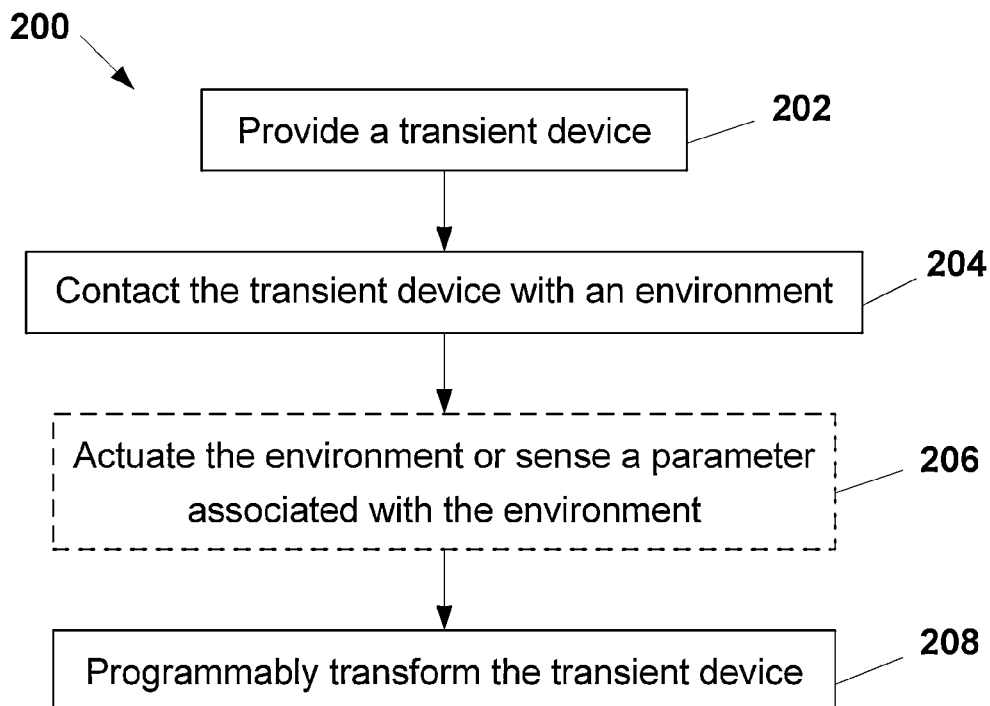 200
Provide a transient device
202
Contact the transient device with an environment
204
Actuate the environment or sense a parameter
associated with the environment
206
Programmably transform the transient device
208